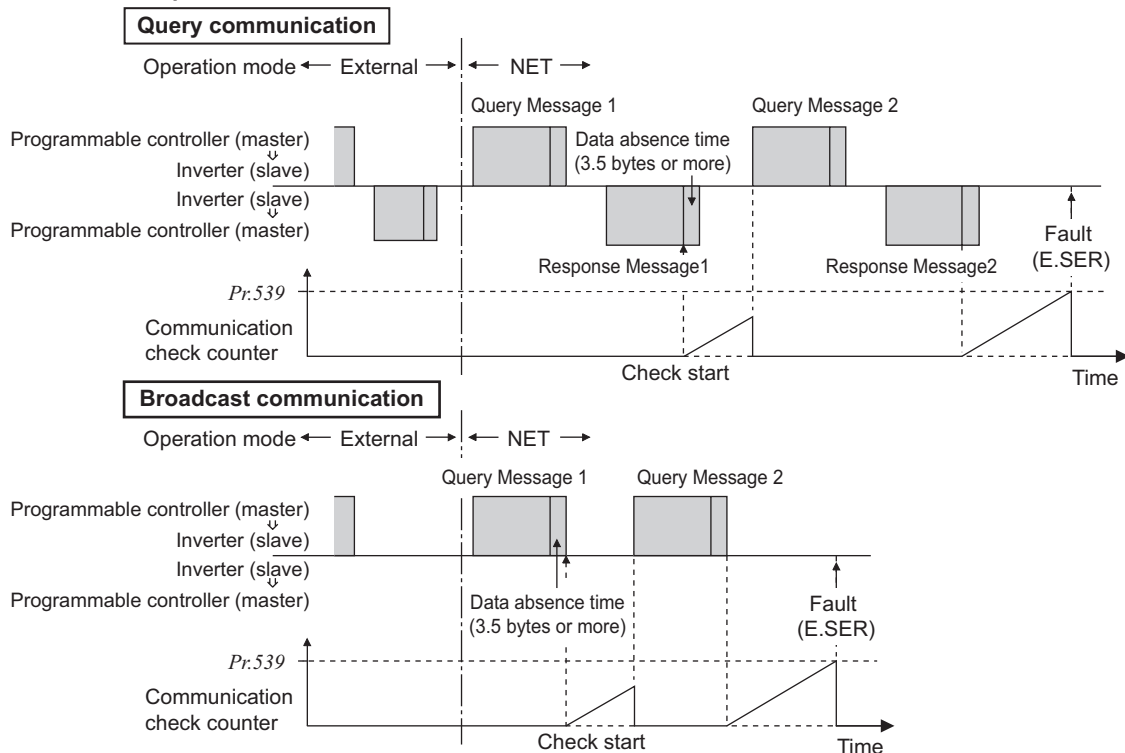 Query communication
Operation mode External NET
Query Message 1 Query Message 2
Programmable controller (master)
Data absence time
(3.5 bytes or more)
Inverter (slave)
Inverter (slave)
Programmable controller (master)
Response Message1 Response Message2
Fault
(E.SER)
Pr.539
Communication
check counter
Check start
Time
Broadcast communication
Operation mode External NET
Query Message 1 Query Message 2
Programmable controller (master)
Inverter (slave)
Inverter (slave)
Programmable controller (master)
Data absence time
(3.5 bytes or more)
Fault
(E.SER)
Pr.539
Communication
check counter
Check start
Time